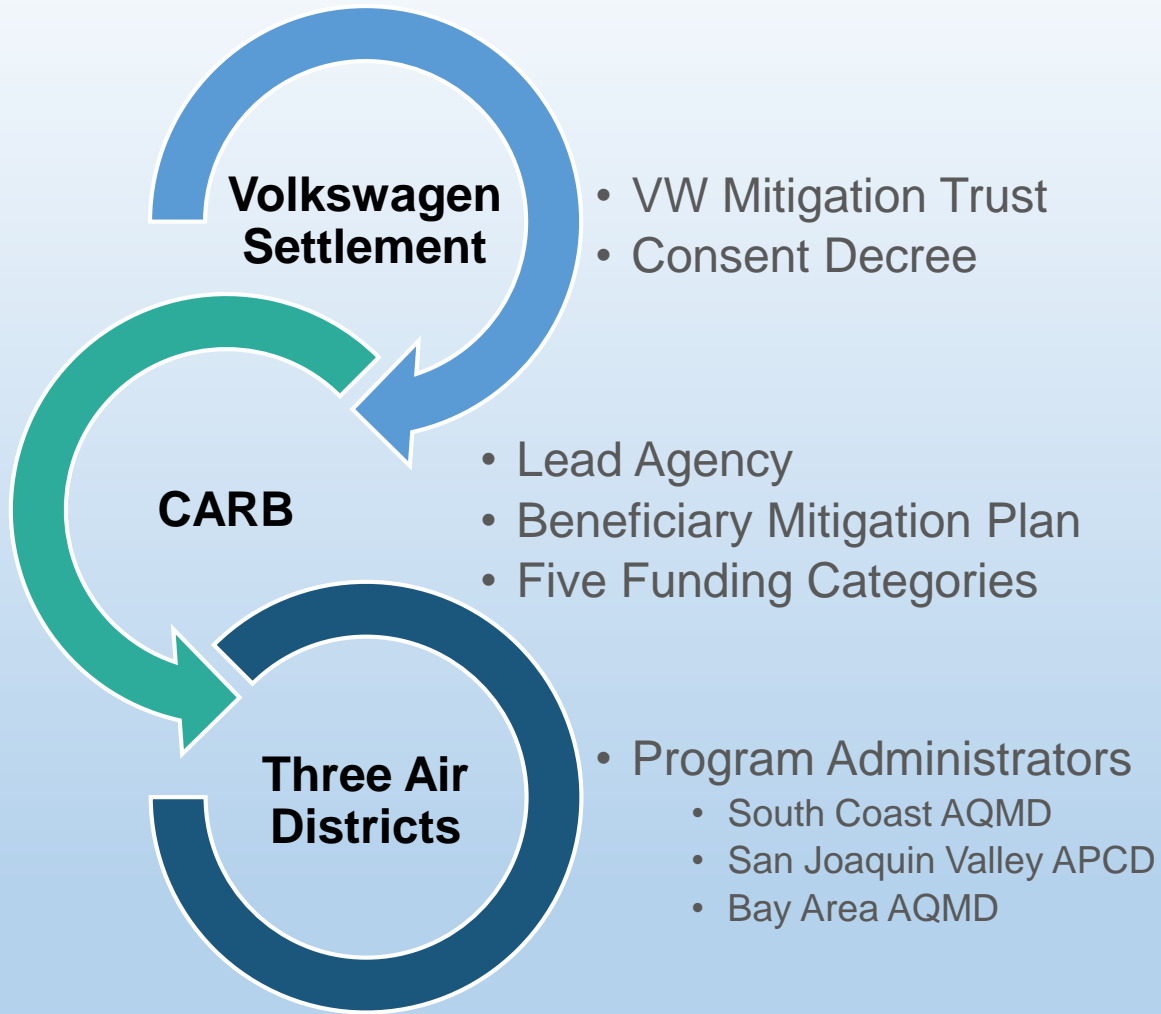 Volkswagen
Settlement
• VW Mitigation Trust
• Consent Decree
CARB
• Lead Agency
• Beneficiary Mitigation Plan
• Five Funding Categories
Three Air
Districts
• Program Administrators
• South Coast AQMD
• San Joaquin Valley APCD
• Bay Area AQMD